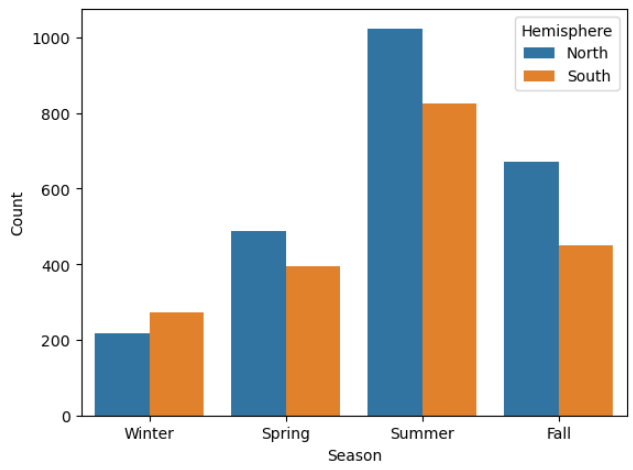 1000
800
600
400
200
0
Count
Hemisphere
North
South
Winter Spring Summer Fall
Season